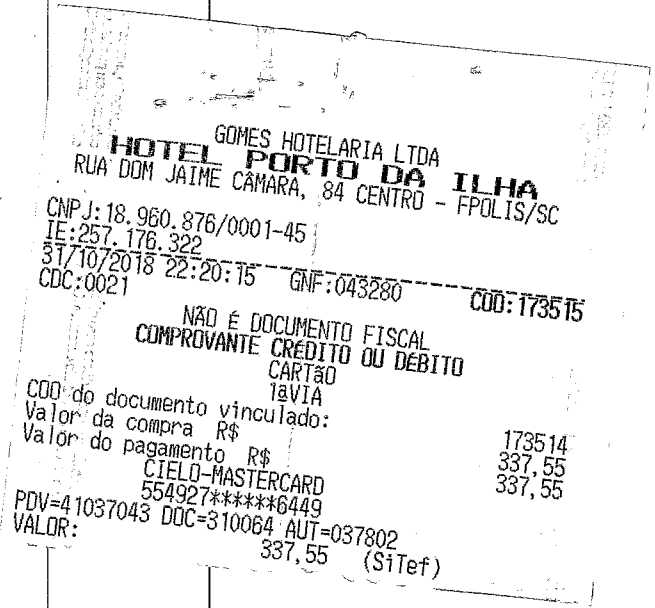 GOMES HOTELARIA LTDA
HOTEL PORTO DA ILHA
RUA DOM JAIME CÂMARA, 84 CENTRO - FPOLIS/SC
CNPJ:18.960.876/0001-45
IE:257.176.322
31/10/2018 22:20:15 GNF:043280 COO:173515
CDC:0021
NÃO É DOCUMENTO FISCAL
COMPROVANTE CRÉDITO OU DÉBITO
CARTãO
1ªVIA
COO do documento vinculado: 173514
Valor da compra R$ 337,55
Valor do pagamento R$ 337,55
CIELO-MASTERCARD
554927******6449
PDV=41037043 DOC=310064 AUT=037802
VALOR: 337,55 (SiTef)